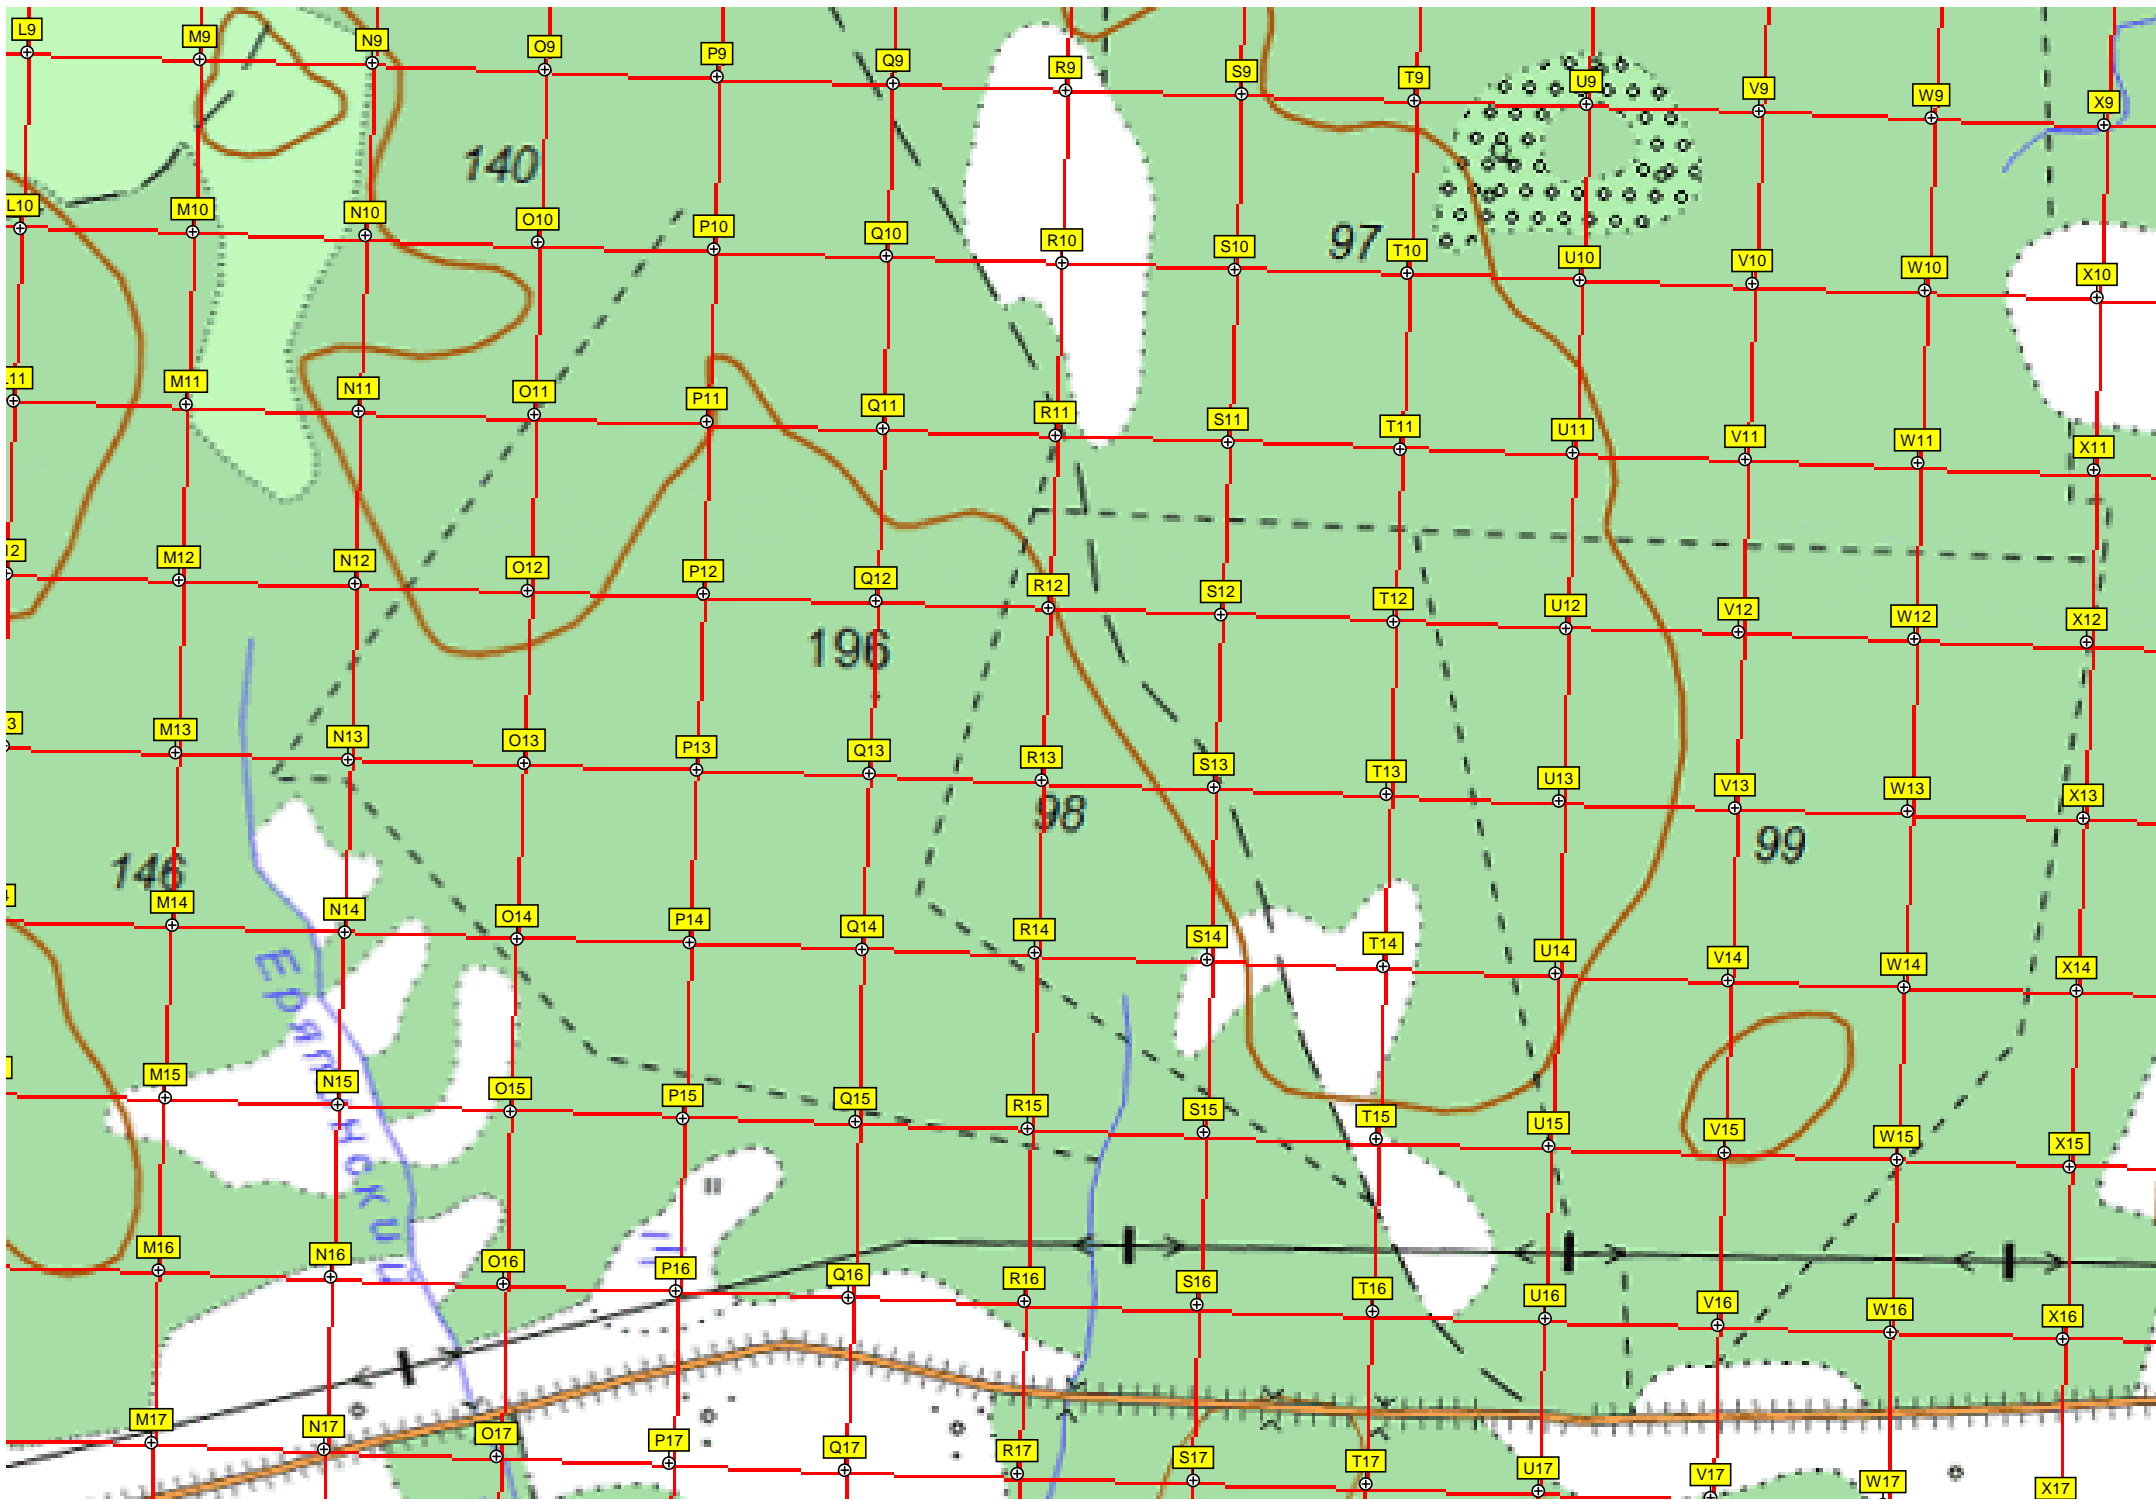 L9 M9 N9 O9 P9 Q9 R9 S9 T9 U9 V9 W9 X9
140
L10 M10 N10 O10 P10 Q10 R10 S10 97 T10 U10 V10 W10 X10
L11 M11 N11 O11 P11 Q11 R11 S11 T11 U11 V11 W11 X11
12 M12 N12 O12 P12 Q12 R12 S12 T12 U12 V12 W12 X12
196
3 M13 N13 O13 P13 Q13 R13 S13 T13 U13 V13 W13 X13
98
99
146
M14 N14 O14 P14 Q14 R14 S14 T14 U14 V14 W14 X14
M15 N15 O15 P15 Q15 R15 S15 T15 U15 V15 W15 X15
M16 N16 O16 P16 Q16 R16 S16 T16 U16 V16 W16 X16
M17 N17 O17 P17 Q17 R17 S17 T17 U17 V17 W17 X17